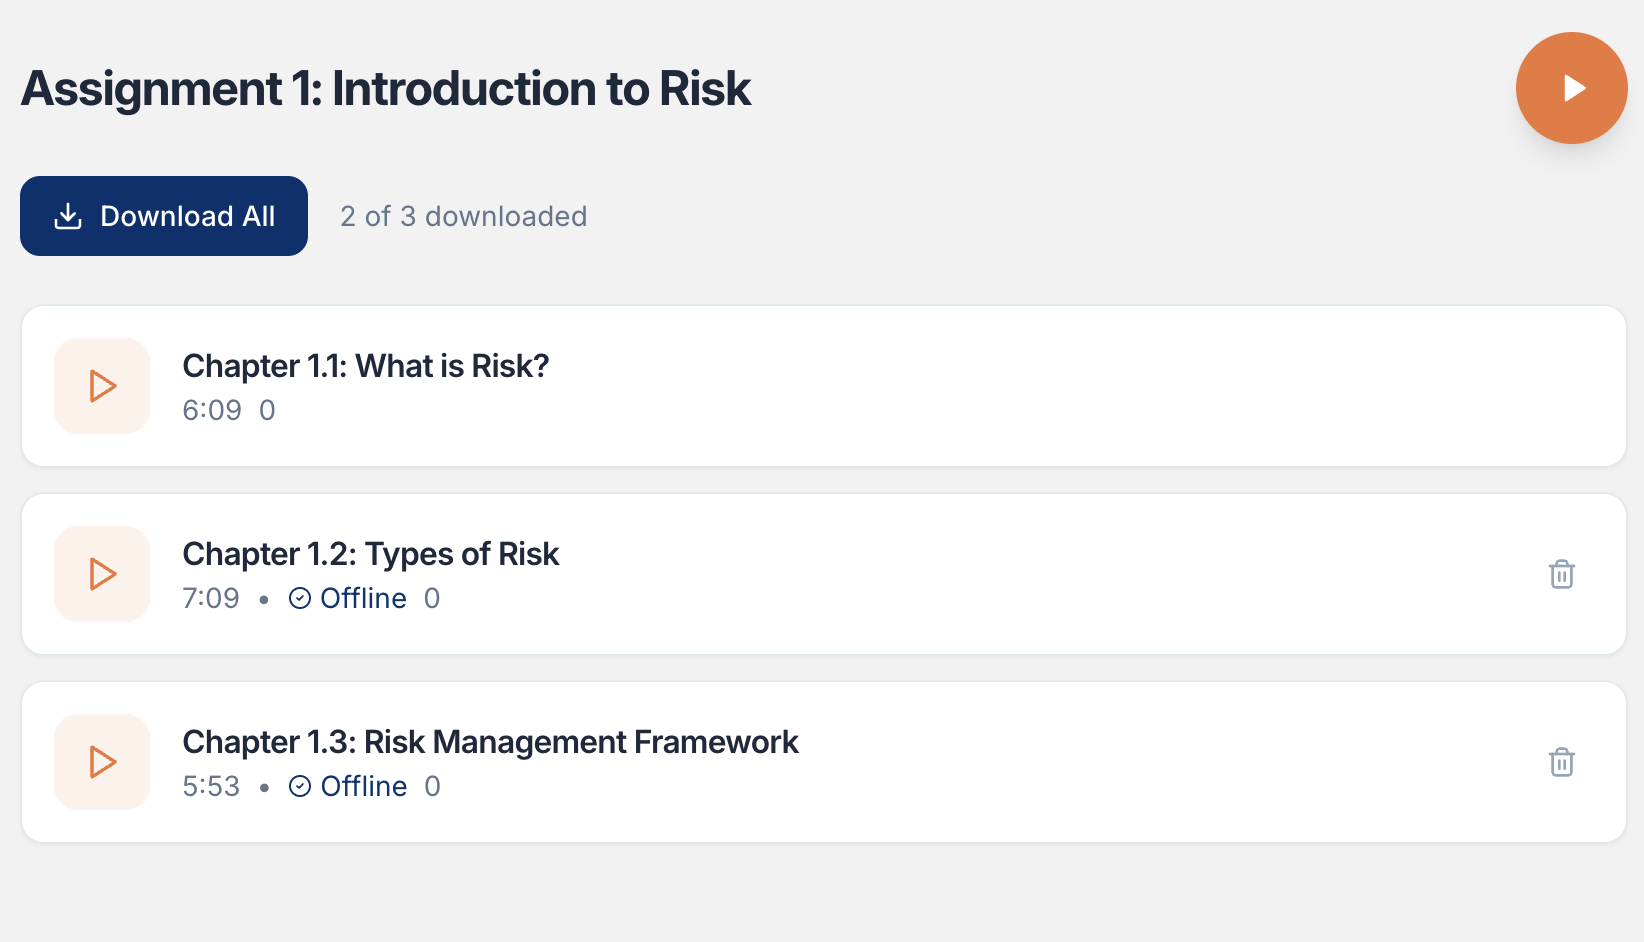 Assignment 1: Introduction to Risk
Download All
2 of 3 downloaded
Chapter 1.1: What is Risk?
6:09 0
Chapter 1.2: Types of Risk
7:09 • Offline 0
Chapter 1.3: Risk Management Framework
5:53 • Offline 0